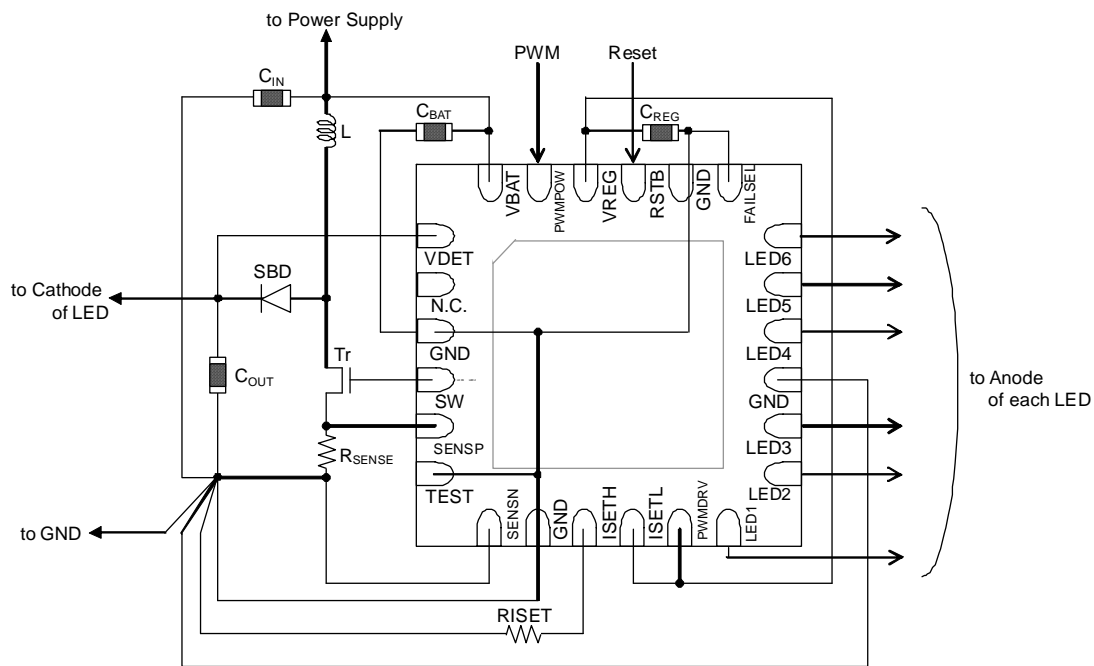 to Power Supply
PWM
Reset
CIN
CBAT
CREG
L
VBAT
PWMPOW
VREG
RSTB
GND
FAILSEL
VDET
LED6
SBD
to Cathode
of LED
N.C.
LED5
GND
LED4
Tr
COUT
SW
GND
to Anode
of each LED
SENSP
LED3
RSENSE
TEST
LED2
SENSN
GND
ISETH
ISETL
PWMDRV
LED1
to GND
RISET